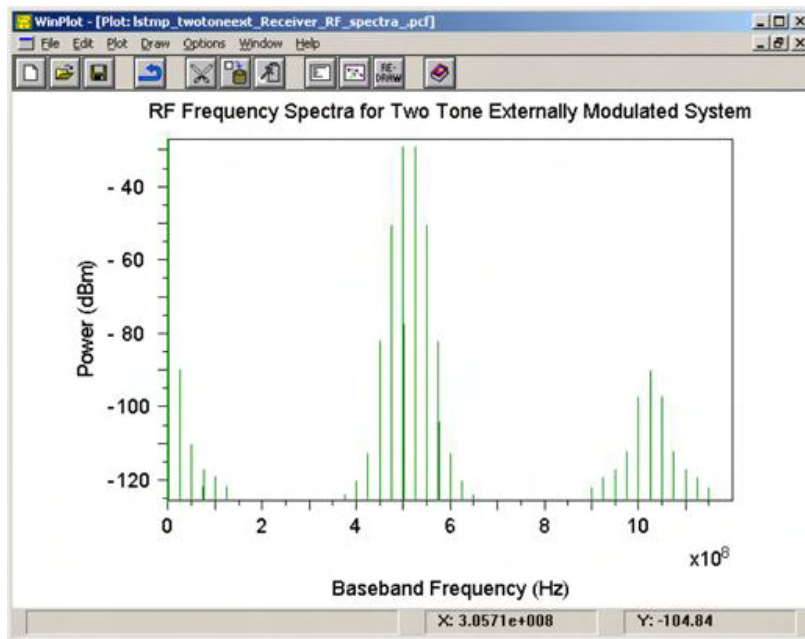 WinPlot - [Plot: lstmp_twotoneext_Receiver_RF_spectra_.pcf]
File Edit Plot Draw Options Window Help
RE-
DRAW
RF Frequency Spectra for Two Tone Externally Modulated System
- 40
- 60
- 80
-100
-120
Power (dBm)
0 2 4 6 8 10
x10⁸
Baseband Frequency (Hz)
X: 3.0571e+008 Y: -104.84